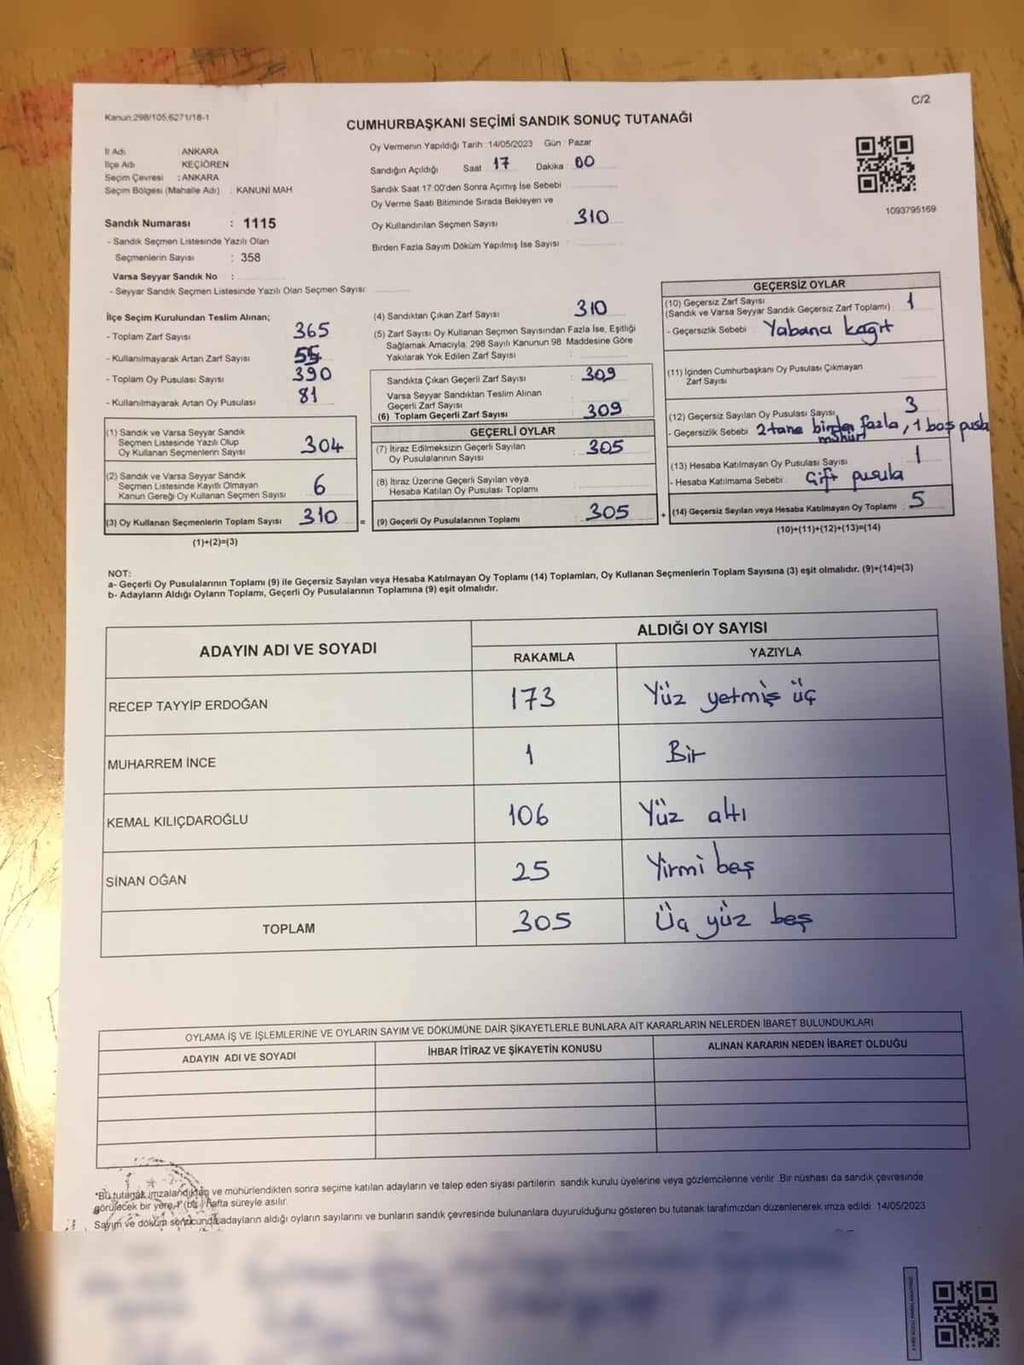 C/2
Kanun:298/105,6271/18-1
CUMHURBAŞKANI SEÇİMİ SANDIK SONUÇ TUTANAĞI
İl Adı : ANKARA
İlçe Adı : KEÇİÖREN
Seçim Çevresi : ANKARA
Seçim Bölgesi (Mahalle Adı) : KANUNİ MAH
Sandık Numarası : 1115
- Sandık Seçmen Listesinde Yazılı Olan
Seçmenlerin Sayısı : 358
Varsa Seyyar Sandık No :
- Seyyar Sandık Seçmen Listesinde Yazılı Olan Seçmen Sayısı:
Oy Vermenin Yapıldığı Tarih :14/05/2023 Gün Pazar
Sandığın Açıldığı Saat 17 Dakika 00
Sandık Saat 17:00'den Sonra Açımış İse Sebebi
Oy Verme Saati Bitiminde Sırada Bekleyen ve
Oy Kullandırılan Seçmen Sayısı : 310
Birden Fazla Sayım Döküm Yapılmış İse Sayısı :
1093795169
İlçe Seçim Kurulundan Teslim Alınan;
- Toplam Zarf Sayısı : 365
- Kullanılmayarak Artan Zarf Sayısı : 55
- Toplam Oy Pusulası Sayısı : 390
- Kullanılmayarak Artan Oy Pusulası : 81
(1) Sandık ve Varsa Seyyar Sandık
Seçmen Listesinde Yazılı Olup
Oy Kullanan Seçmenlerin Sayısı : 304
(2) Sandık ve Varsa Seyyar Sandık
Seçmen Listesinde Kayıtlı Olmayan
Kanun Gereği Oy Kullanan Seçmen Sayısı : 6
(3) Oy Kullanan Seçmenlerin Toplam Sayısı : 310
(1)+(2)=(3)
(4) Sandıktan Çıkan Zarf Sayısı : 310
(5) Zarf Sayısı Oy Kullanan Seçmen Sayısından Fazla İse, Eşitliği
Sağlamak Amacıyla, 298 Sayılı Kanunun 98. Maddesine Göre
Yakılarak Yok Edilen Zarf Sayısı :
Sandıkta Çıkan Geçerli Zarf Sayısı : 309
Varsa Seyyar Sandıktan Teslim Alınan
Geçerli Zarf Sayısı :
(6) Toplam Geçerli Zarf Sayısı : 309
GEÇERLİ OYLAR
(7) İtiraz Edilmeksizin Geçerli Sayılan
Oy Pusulalarının Sayısı : 305
(8) İtiraz Üzerine Geçerli Sayılan veya
Hesaba Katılan Oy Pusulası Toplamı :
= (9) Geçerli Oy Pusulalarının Toplamı : 305
GEÇERSİZ OYLAR
(10) Geçersiz Zarf Sayısı : 1
(Sandık ve Varsa Seyyar Sandık Geçersiz Zarf Toplamı)
- Geçersizlik Sebebi : Yabancı kağıt
(11) İçinden Cumhurbaşkanı Oy Pusulası Çıkmayan
Zarf Sayısı :
(12) Geçersiz Sayılan Oy Pusulası Sayısı : 3
- Geçersizlik Sebebi : 2 tane birden fazla mühür, 1 boş pusla
(13) Hesaba Katılmayan Oy Pusulası Sayısı : 1
- Hesaba Katılmama Sebebi : Çift pusula
+ (14) Geçersiz Sayılan veya Hesaba Katılmayan Oy Toplamı : 5
(10)+(11)+(12)+(13)=(14)
NOT:
a- Geçerli Oy Pusulalarının Toplamı (9) ile Geçersiz Sayılan veya Hesaba Katılmayan Oy Toplamı (14) Toplamları, Oy Kullanan Seçmenlerin Toplam Sayısına (3) eşit olmalıdır. (9)+(14)=(3)
b- Adayların Aldığı Oyların Toplamı, Geçerli Oy Pusulalarının Toplamına (9) eşit olmalıdır.
ADAYIN ADI VE SOYADI
ALDIĞI OY SAYISI
RAKAMLA YAZIYLA
RECEP TAYYİP ERDOĞAN 173 Yüz yetmiş üç
MUHARREM İNCE 1 Bir
KEMAL KILIÇDAROĞLU 106 Yüz altı
SİNAN OĞAN 25 Yirmi beş
TOPLAM 305 Üç yüz beş
OYLAMA İŞ VE İŞLEMLERİNE VE OYLARIN SAYIM VE DÖKÜMÜNE DAİR ŞİKAYETLERLE BUNLARA AİT KARARLARIN NELERDEN İBARET BULUNDUKLARI
ADAYIN ADI VE SOYADI İHBAR İTİRAZ VE ŞİKAYETİN KONUSU ALINAN KARARIN NEDEN İBARET OLDUĞU
*Bu tutanak imzalandıktan ve mühürlendikten sonra seçime katılan adayların ve talep eden siyasi partilerin sandık kurulu üyelerine veya gözlemcilerine verilir. Bir nüshası da sandık çevresinde
görülecek bir yere, 1 (bir) hafta süreyle asılır.
Sayım ve döküm sonucunda adayların aldığı oyların sayılarını ve bunların sandık çevresinde bulunanlara duyurulduğunu gösteren bu tutanak tarafımızdan düzenlenerek imza edildi. 14/05/2023